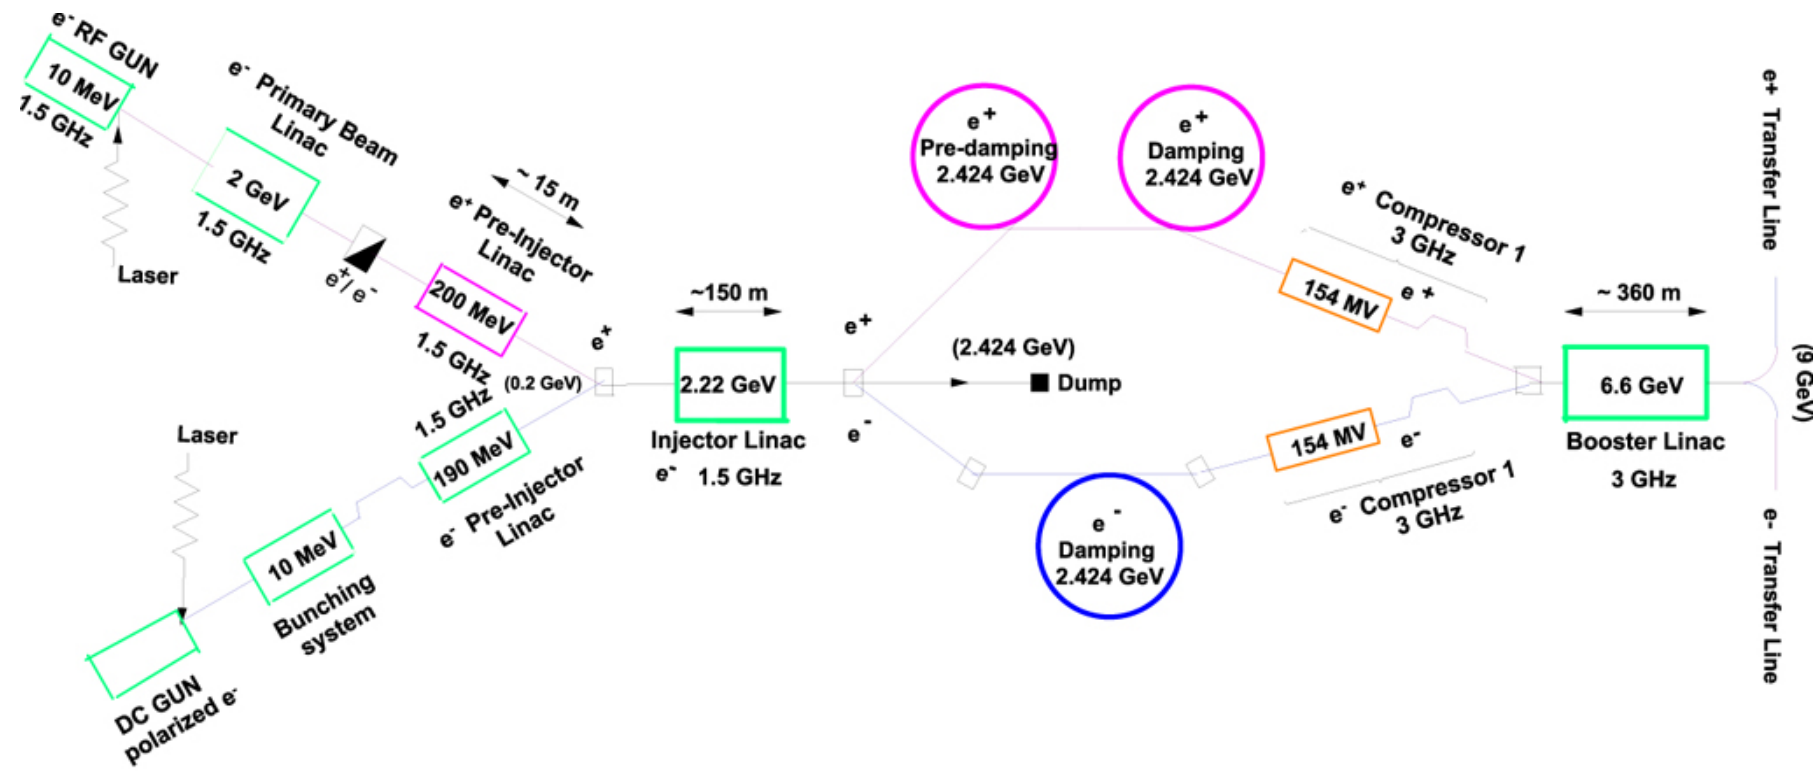 e- RF GUN
10 MeV
1.5 GHz
Laser
e- Primary Beam
Linac
2 GeV
1.5 GHz
e+/ e-
~ 15 m
e+ Pre-Injector
Linac
200 MeV
1.5 GHz
e+
(0.2 GeV)
1.5 GHz
190 MeV
e- Pre-Injector
Linac
Laser
10 MeV
Bunching
system
DC GUN
polarized e-
~150 m
2.22 GeV
Injector Linac
e- 1.5 GHz
e+
e-
(2.424 GeV)
Dump
e+
Pre-damping
2.424 GeV
e+
Damping
2.424 GeV
e-
Damping
2.424 GeV
e+ Compressor 1
3 GHz
154 MV
e+
154 MV
e-
e- Compressor 1
3 GHz
~ 360 m
6.6 GeV
Booster Linac
3 GHz
e+ Transfer Line
(9 GeV)
e- Transfer Line